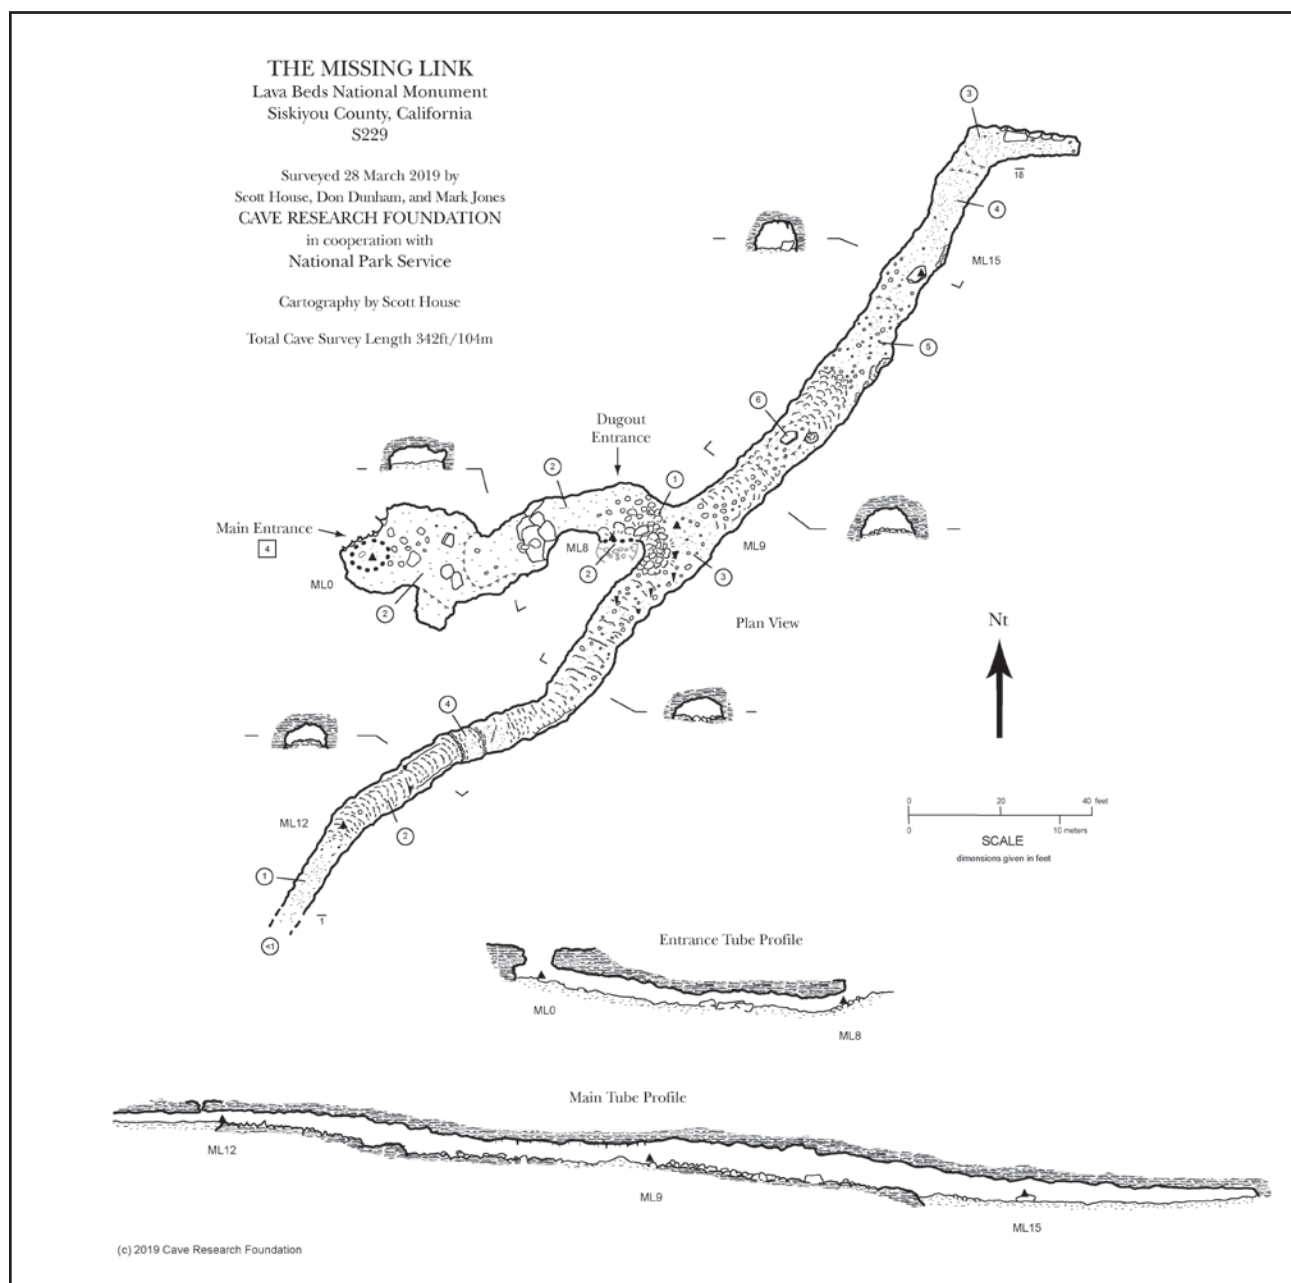 THE MISSING LINK
Lava Beds National Monument
Siskiyou County, California
S229
Surveyed 28 March 2019 by
Scott House, Don Dunham, and Mark Jones
CAVE RESEARCH FOUNDATION
in cooperation with
National Park Service
Cartography by Scott House
Total Cave Survey Length 342ft/104m
3
18
4
ML15
5
6
Dugout
Entrance
2
1
Main Entrance
4
ML8
ML9
ML0
2
3
2
Plan View
Nt
4
ML12
2
0 20 40 feet
0 10 meters
SCALE
dimensions given in feet
1
1
<1
Entrance Tube Profile
ML0
ML8
Main Tube Profile
ML12
ML9
ML15
(c) 2019 Cave Research Foundation